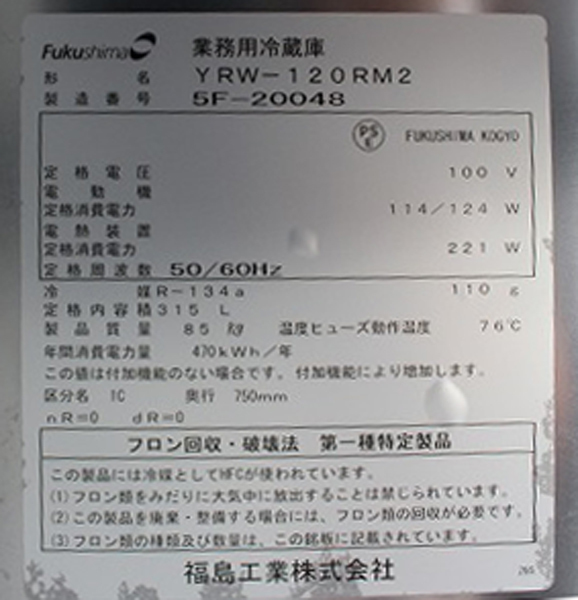 Fukushima 業務用冷蔵庫
形名 YRW-120RM2
製造番号 5F-20048
PSE FUKUSHIMA KOGYO
定格電圧 100 V
電動機
定格消費電力 114/124 W
電熱装置
定格消費電力 221 W
定格周波数 50/60Hz
冷媒 R-134a 110 g
定格内容積 315 L
製品質量 85 kg 温度ヒューズ動作温度 76℃
年間消費電力量 470kWh/年
この値は付加機能のない場合です。付加機能により増加します。
区分名 1C 奥行 750mm
nR=0 dR=0
フロン回収・破壊法 第一種特定製品
この製品には冷媒としてHFCが使われています。
(1)フロン類をみだりに大気中に放出することは禁じられています。
(2)この製品を廃棄・整備する場合には、フロン類の回収が必要です。
(3)フロン類の種類及び数量は、この銘板に記載されています。
福島工業株式会社